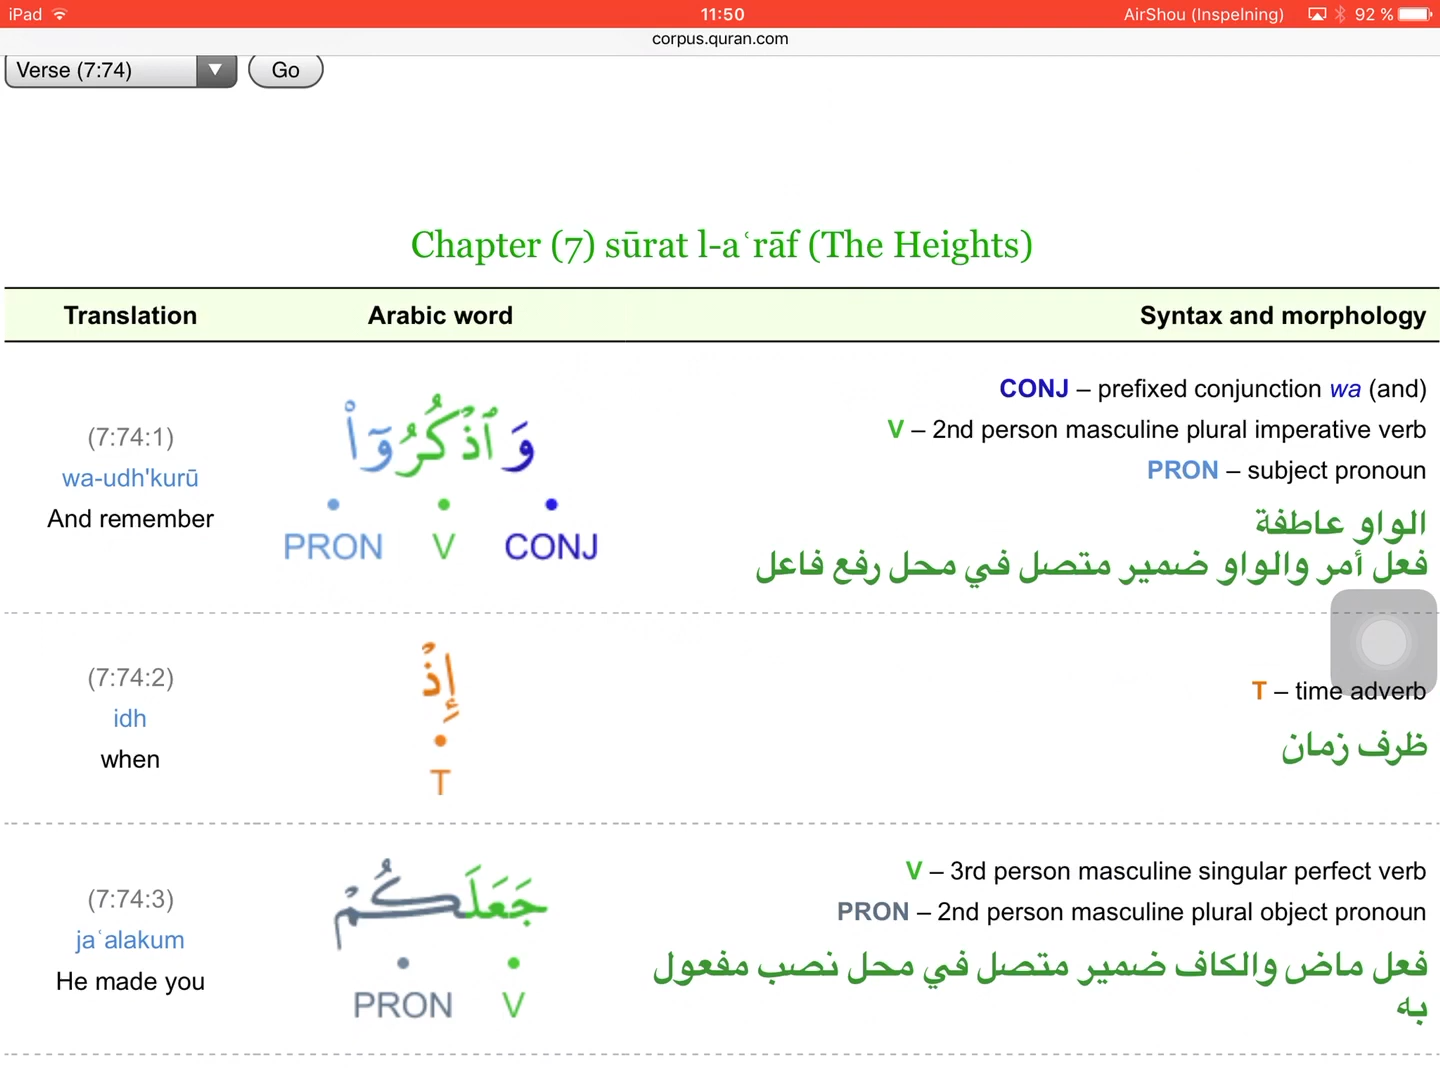 iPad 11:50 AirShou (Inspelning) 92 %
corpus.quran.com
Verse (7:74) Go
Chapter (7) sūrat l-aʿrāf (The Heights)
Translation Arabic word Syntax and morphology
(7:74:1)
wa-udh'kurū
And remember
وَٱذْكُرُوٓا۟
PRON V CONJ
CONJ – prefixed conjunction wa (and)
V – 2nd person masculine plural imperative verb
PRON – subject pronoun
الواو عاطفة
فعل أمر والواو ضمير متصل في محل رفع فاعل
(7:74:2)
idh
when
إِذْ
T
T – time adverb
ظرف زمان
(7:74:3)
jaʿalakum
He made you
جَعَلَكُمْ
PRON V
V – 3rd person masculine singular perfect verb
PRON – 2nd person masculine plural object pronoun
فعل ماض والكاف ضمير متصل في محل نصب مفعول
به